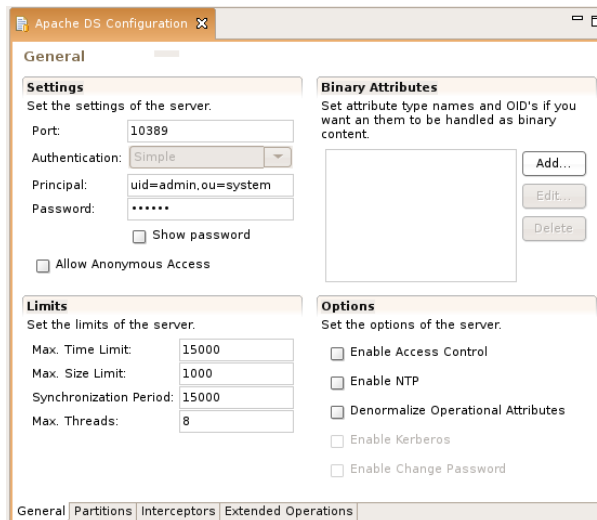 Apache DS Configuration
General
Settings
Set the settings of the server.
Port: 10389
Authentication: Simple
Principal: uid=admin,ou=system
Password: ••••••
Show password
Allow Anonymous Access
Binary Attributes
Set attribute type names and OID's if you
want an them to be handled as binary
content.
Add...
Edit...
Delete
Limits
Set the limits of the server.
Max. Time Limit: 15000
Max. Size Limit: 1000
Synchronization Period: 15000
Max. Threads: 8
Options
Set the options of the server.
Enable Access Control
Enable NTP
Denormalize Operational Attributes
Enable Kerberos
Enable Change Password
General Partitions Interceptors Extended Operations